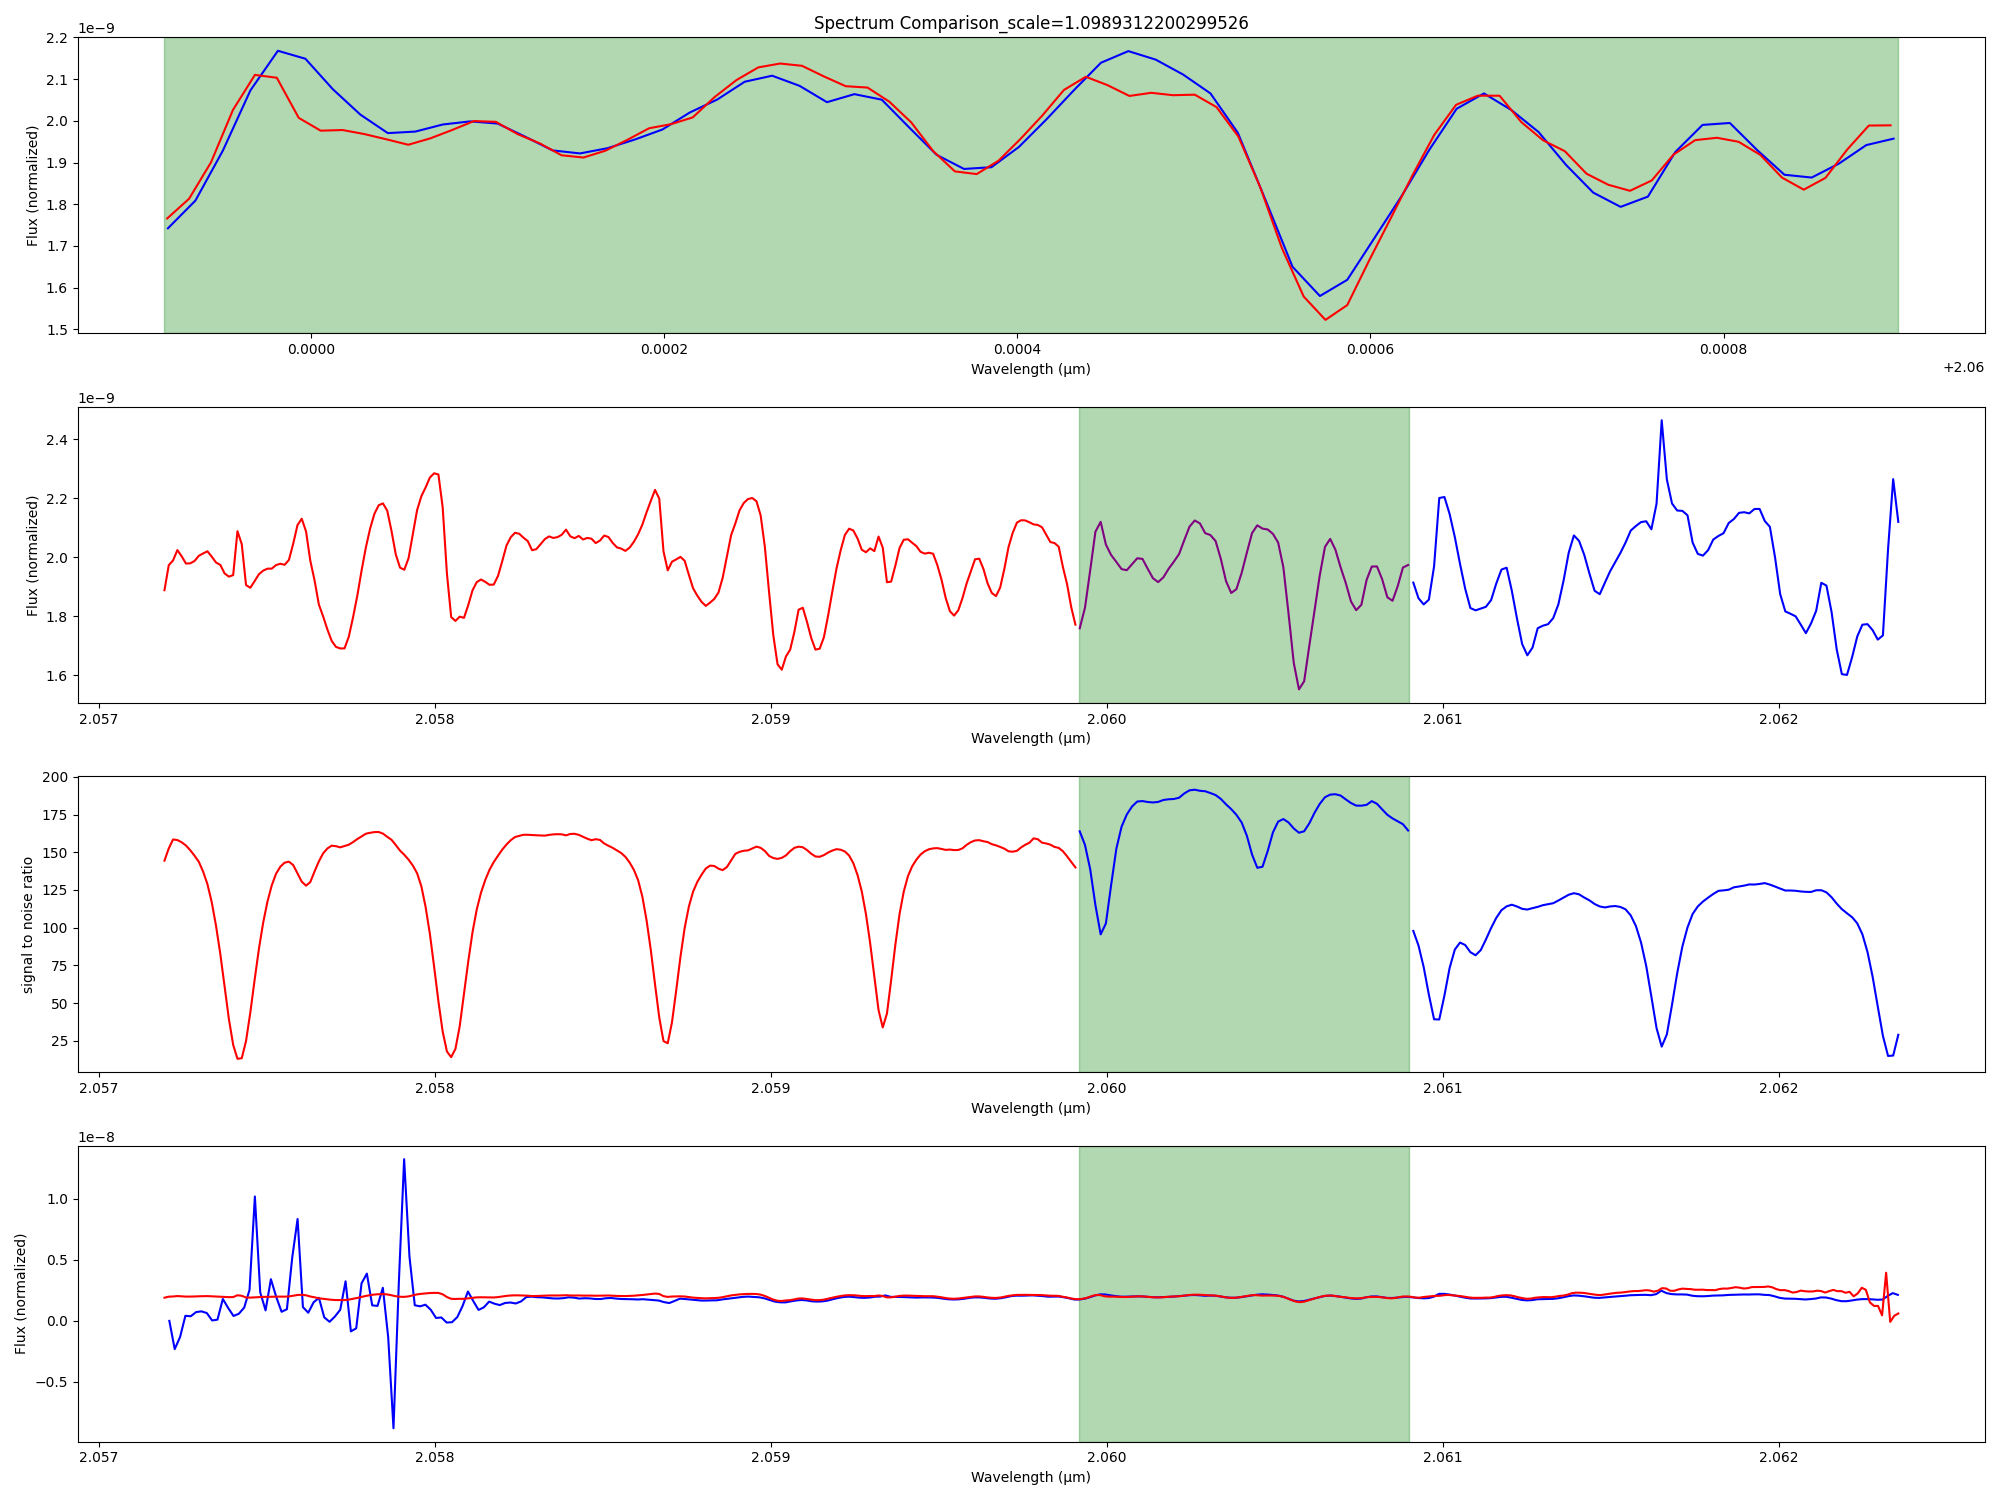 Spectrum Comparison_scale=1.0989312200299526
1e−9
2.2
2.1
2.0
1.9
1.8
1.7
1.6
1.5
Flux (normalized)
0.0000 0.0002 0.0004 0.0006 0.0008
Wavelength (μm)
+2.06
1e−9
2.4
2.2
2.0
1.8
1.6
Flux (normalized)
2.057 2.058 2.059 2.060 2.061 2.062
Wavelength (μm)
200
175
150
125
100
75
50
25
signal to noise ratio
2.057 2.058 2.059 2.060 2.061 2.062
Wavelength (μm)
1e−8
1.0
0.5
0.0
−0.5
Flux (normalized)
2.057 2.058 2.059 2.060 2.061 2.062
Wavelength (μm)